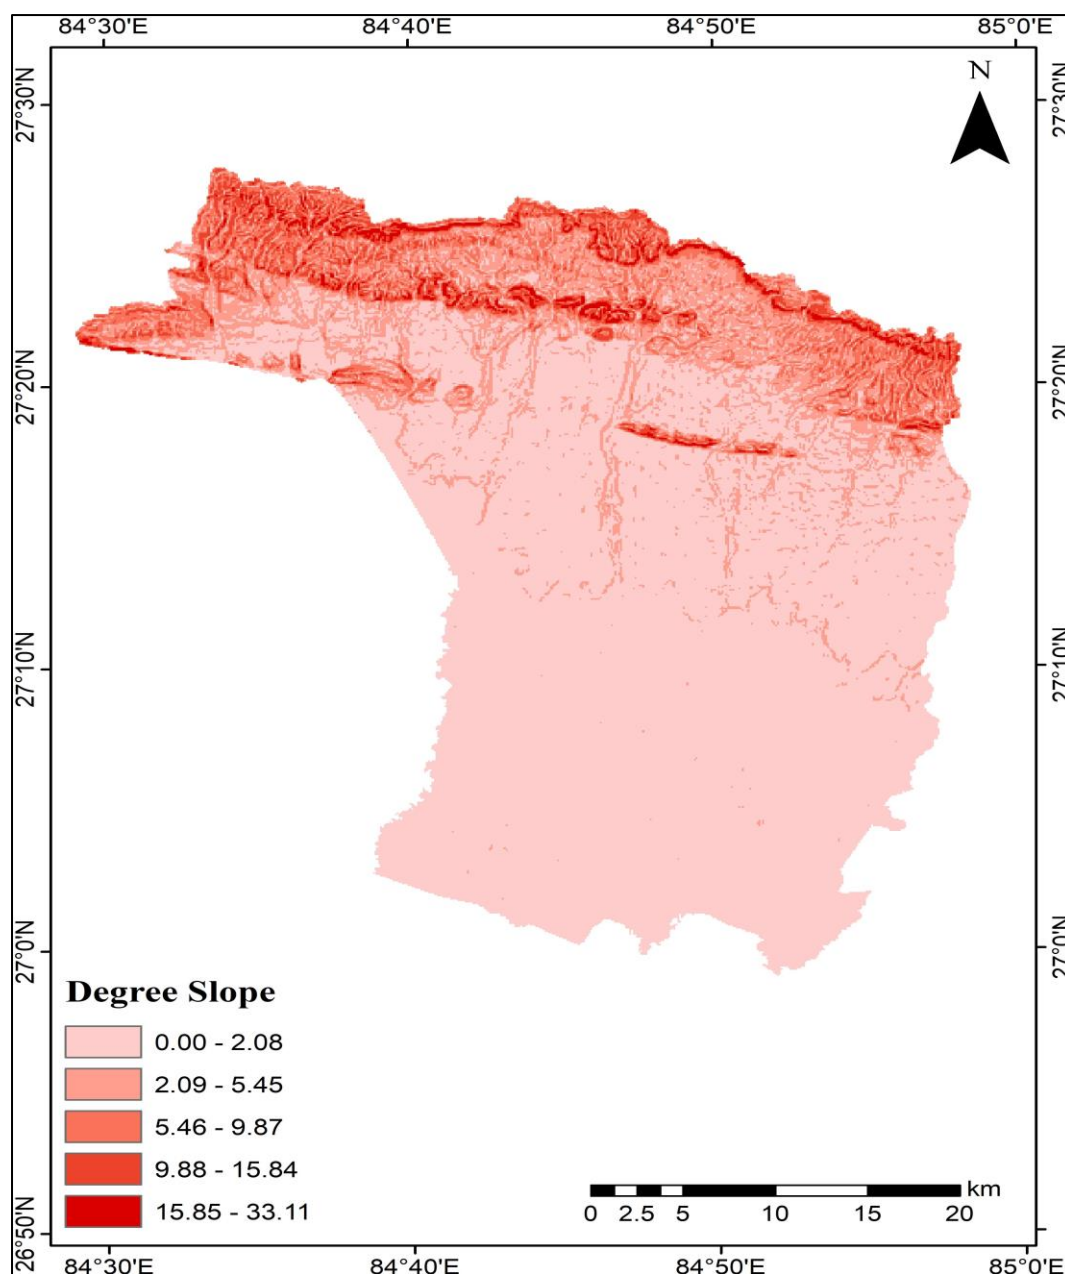 84°30'E 84°40'E 84°50'E 85°0'E
N
27°30'N 27°30'N
27°20'N 27°20'N
27°10'N 27°10'N
27°0'N 27°0'N
Degree Slope
0.00 - 2.08
2.09 - 5.45
5.46 - 9.87
9.88 - 15.84
15.85 - 33.11
km
0 2.5 5 10 15 20
26°50'N
84°30'E 84°40'E 84°50'E 85°0'E